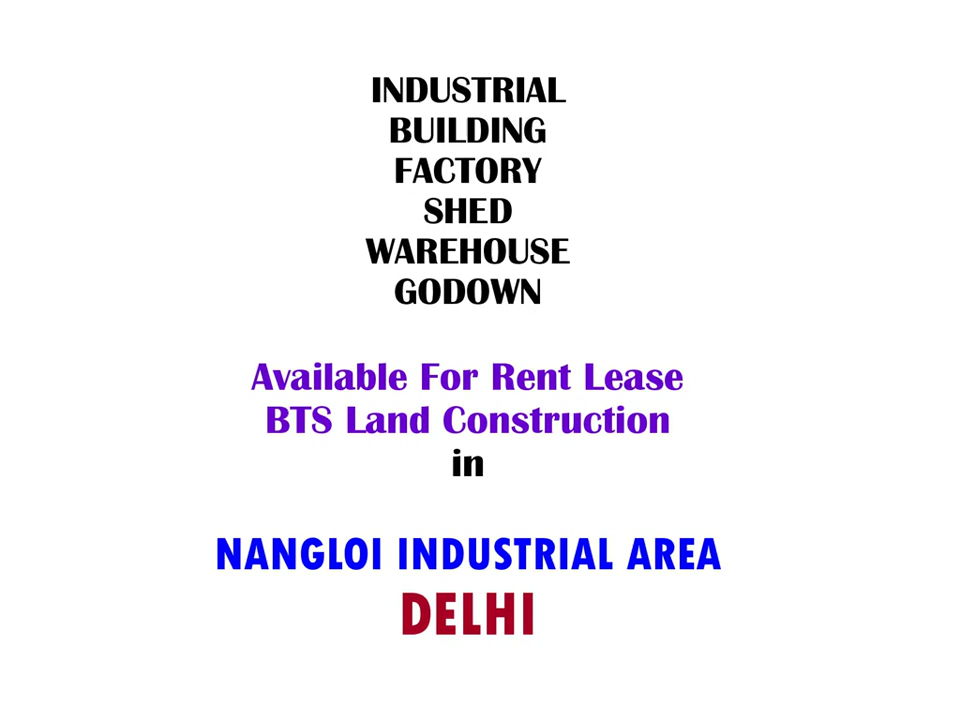 INDUSTRIAL
BUILDING
FACTORY
SHED
WAREHOUSE
GODOWN
Available For Rent Lease
BTS Land Construction
in
NANGLOI INDUSTRIAL AREA
DELHI